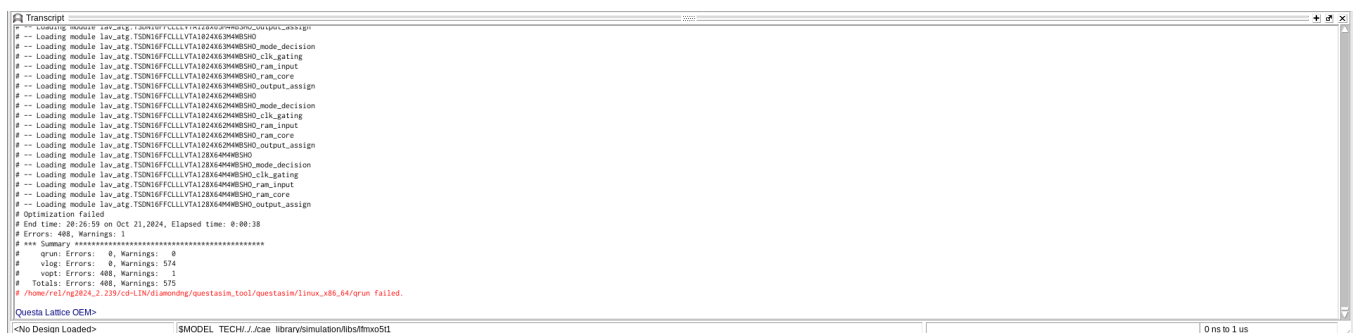 Transcript
# -- Loading module lav_atg.TSDN16FFCLLLVTA128X63M4WBSHO_output_assign
# -- Loading module lav_atg.TSDN16FFCLLLVTA1024X63M4WBSHO
# -- Loading module lav_atg.TSDN16FFCLLLVTA1024X63M4WBSHO_mode_decision
# -- Loading module lav_atg.TSDN16FFCLLLVTA1024X63M4WBSHO_clk_gating
# -- Loading module lav_atg.TSDN16FFCLLLVTA1024X63M4WBSHO_ram_input
# -- Loading module lav_atg.TSDN16FFCLLLVTA1024X63M4WBSHO_ram_core
# -- Loading module lav_atg.TSDN16FFCLLLVTA1024X63M4WBSHO_output_assign
# -- Loading module lav_atg.TSDN16FFCLLLVTA1024X62M4WBSHO
# -- Loading module lav_atg.TSDN16FFCLLLVTA1024X62M4WBSHO_mode_decision
# -- Loading module lav_atg.TSDN16FFCLLLVTA1024X62M4WBSHO_clk_gating
# -- Loading module lav_atg.TSDN16FFCLLLVTA1024X62M4WBSHO_ram_input
# -- Loading module lav_atg.TSDN16FFCLLLVTA1024X62M4WBSHO_ram_core
# -- Loading module lav_atg.TSDN16FFCLLLVTA1024X62M4WBSHO_output_assign
# -- Loading module lav_atg.TSDN16FFCLLLVTA128X64M4WBSHO
# -- Loading module lav_atg.TSDN16FFCLLLVTA128X64M4WBSHO_mode_decision
# -- Loading module lav_atg.TSDN16FFCLLLVTA128X64M4WBSHO_clk_gating
# -- Loading module lav_atg.TSDN16FFCLLLVTA128X64M4WBSHO_ram_input
# -- Loading module lav_atg.TSDN16FFCLLLVTA128X64M4WBSHO_ram_core
# -- Loading module lav_atg.TSDN16FFCLLLVTA128X64M4WBSHO_output_assign
# Optimization failed
# End time: 20:26:59 on Oct 21,2024, Elapsed time: 0:00:38
# Errors: 408, Warnings: 1
# *** Summary *********************************************
# qrun: Errors: 0, Warnings: 0
# vlog: Errors: 0, Warnings: 574
# vopt: Errors: 408, Warnings: 1
# Totals: Errors: 408, Warnings: 575
# /home/rel/ng2024_2.239/cd-LIN/diamondng/questasim_tool/questasim/linux_x86_64/qrun failed.
Questa Lattice OEM>
<No Design Loaded> $MODEL_TECH/../../cae_library/simulation/libs/lfmxo5t1 0 ns to 1 us